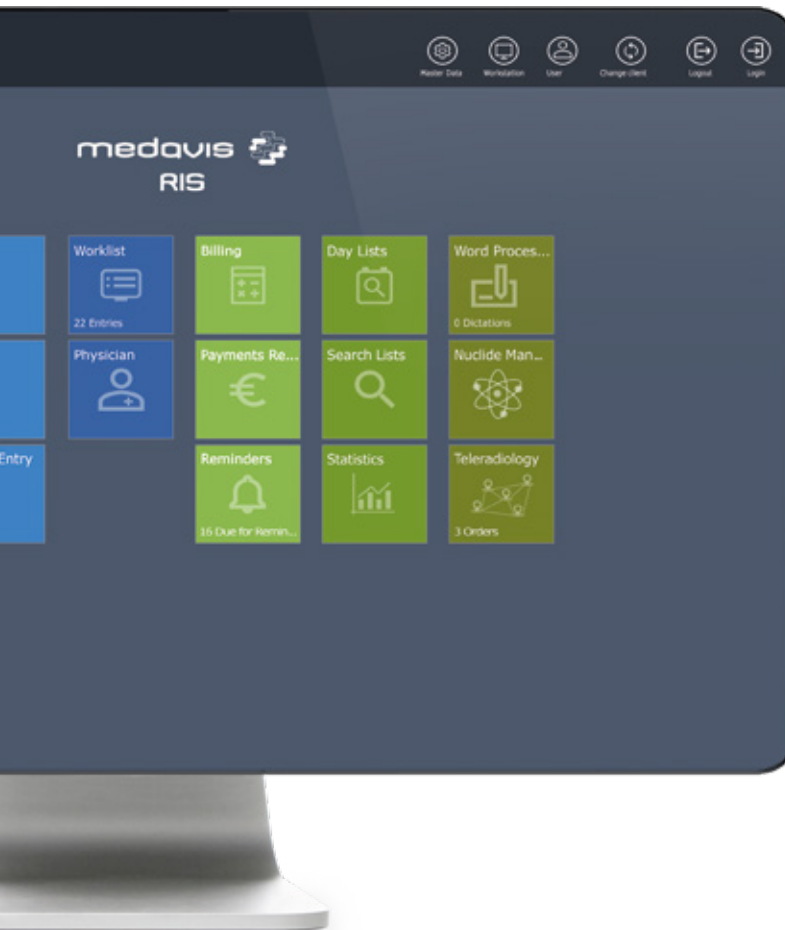 Master Data Workstation User Change client Logout Login
medavis
RIS
Worklist Billing Day Lists Word Proces...
22 Entries 0 Dictations
Physician Payments Re... Search Lists Nuclide Man...
Entry Reminders Statistics Teleradiology
16 Due for Remin... 3 Orders